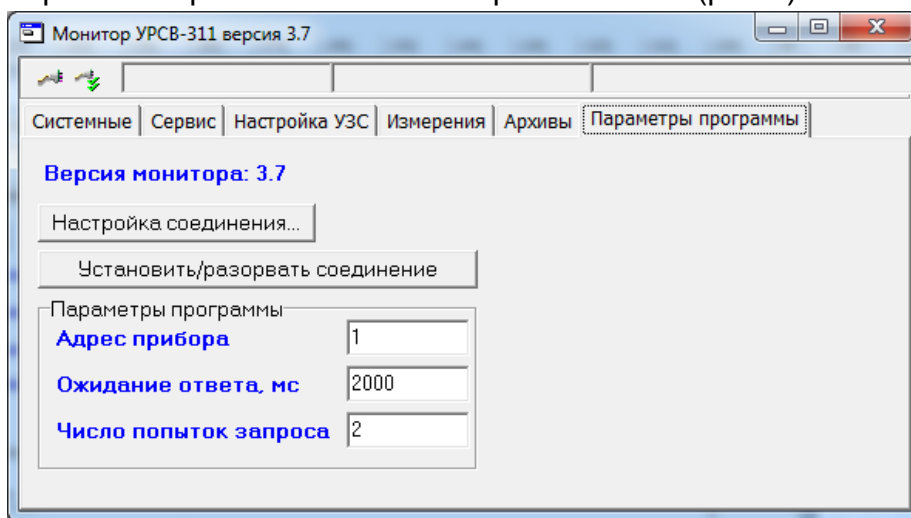 Монитор УРСВ-311 версия 3.7
Системные Сервис Настройка УЗС Измерения Архивы Параметры программы
Версия монитора: 3.7
Настройка соединения...
Установить/разорвать соединение
Параметры программы
Адрес прибора 1
Ожидание ответа, мс 2000
Число попыток запроса 2